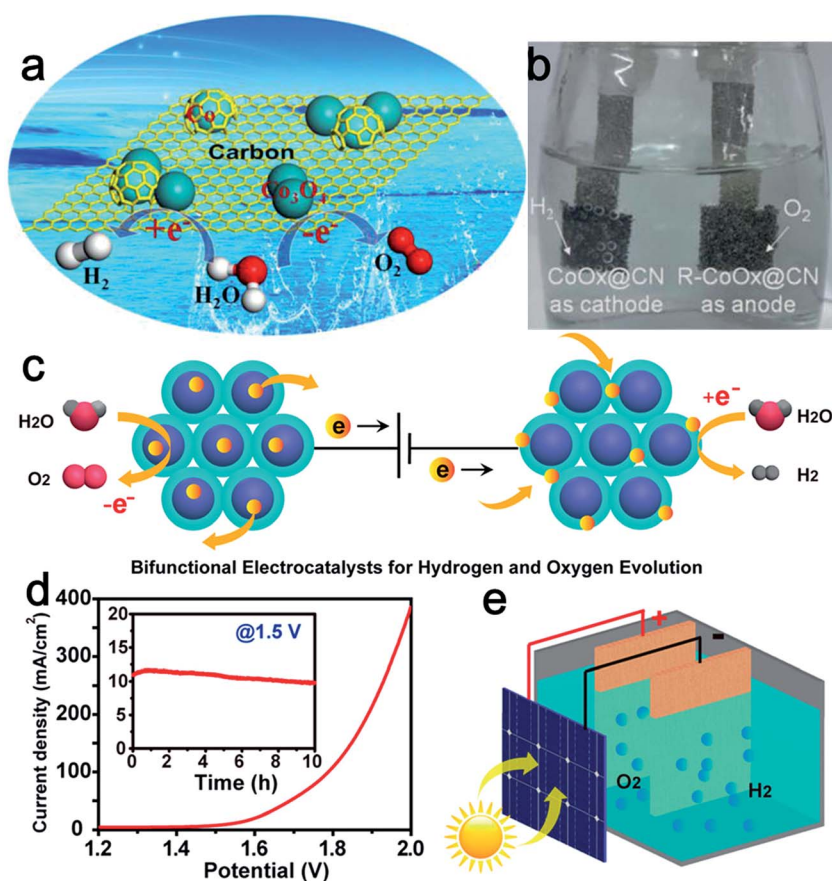 a
Co
Carbon
Co3O4
+e-
-e-
H2
H2O
O2
b
H2
O2
CoOx@CN
as cathode
R-CoOx@CN
as anode
c
H2O
O2
-e-
e
e
+e-
H2O
H2
Bifunctional Electrocatalysts for Hydrogen and Oxygen Evolution
d
Current density (mA/cm2)
400
300
200
100
0
20
15
10
5
0
@1.5 V
0 2 4 6 8 10
Time (h)
1.2 1.4 1.6 1.8 2.0
Potential (V)
e
+
-
O2
H2